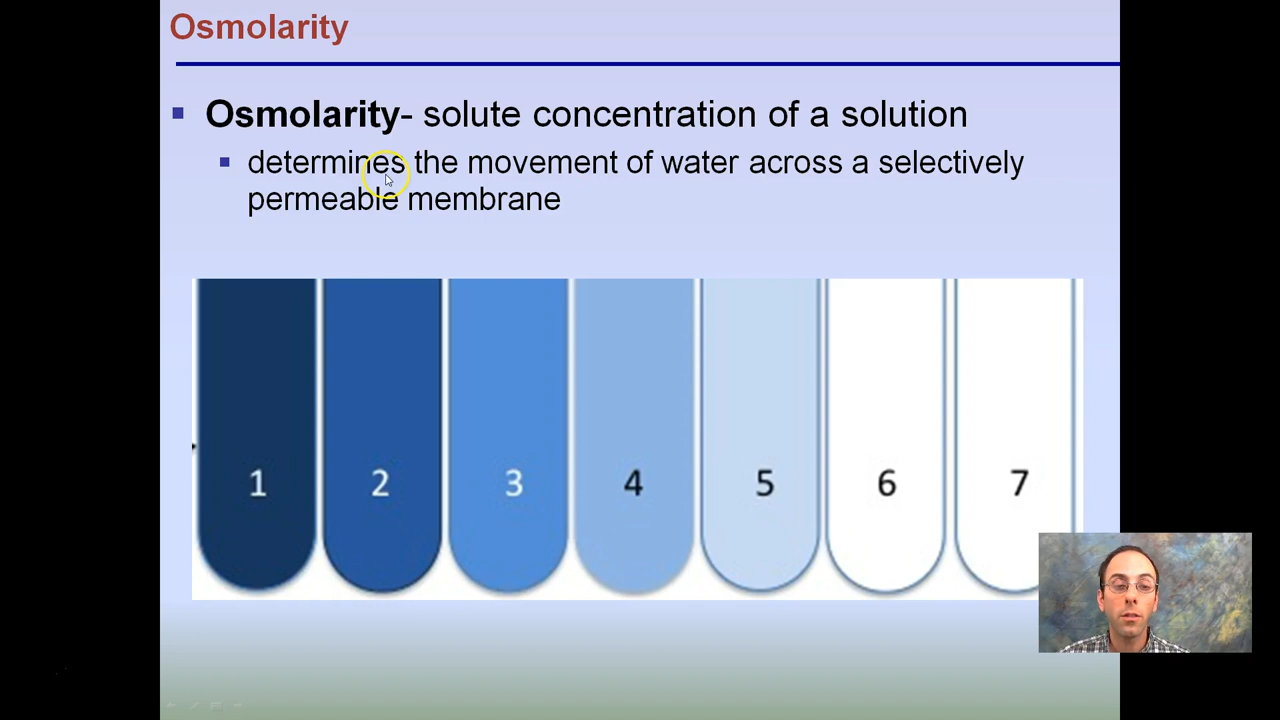 Osmolarity
Osmolarity- solute concentration of a solution
determines the movement of water across a selectively
permeable membrane
1 2 3 4 5 6 7